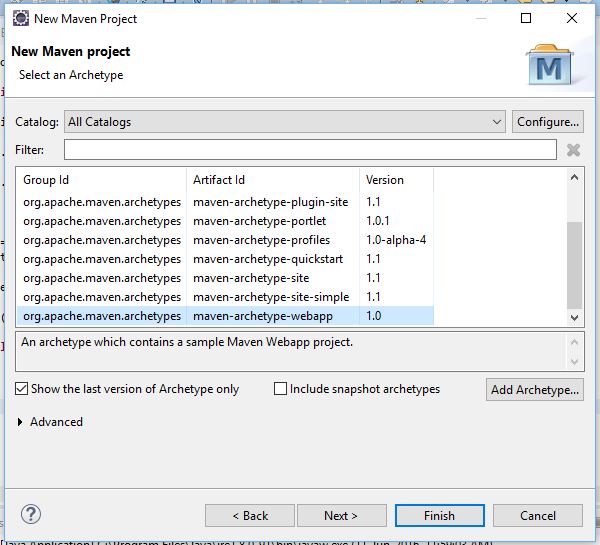 New Maven Project
New Maven project
Select an Archetype
M
Catalog: All Catalogs Configure...
Filter:
Group Id Artifact Id Version
org.apache.maven.archetypes maven-archetype-plugin-site 1.1
org.apache.maven.archetypes maven-archetype-portlet 1.0.1
org.apache.maven.archetypes maven-archetype-profiles 1.0-alpha-4
org.apache.maven.archetypes maven-archetype-quickstart 1.1
org.apache.maven.archetypes maven-archetype-site 1.1
org.apache.maven.archetypes maven-archetype-site-simple 1.1
org.apache.maven.archetypes maven-archetype-webapp 1.0
An archetype which contains a sample Maven Webapp project.
Show the last version of Archetype only Include snapshot archetypes Add Archetype...
Advanced
? < Back Next > Finish Cancel